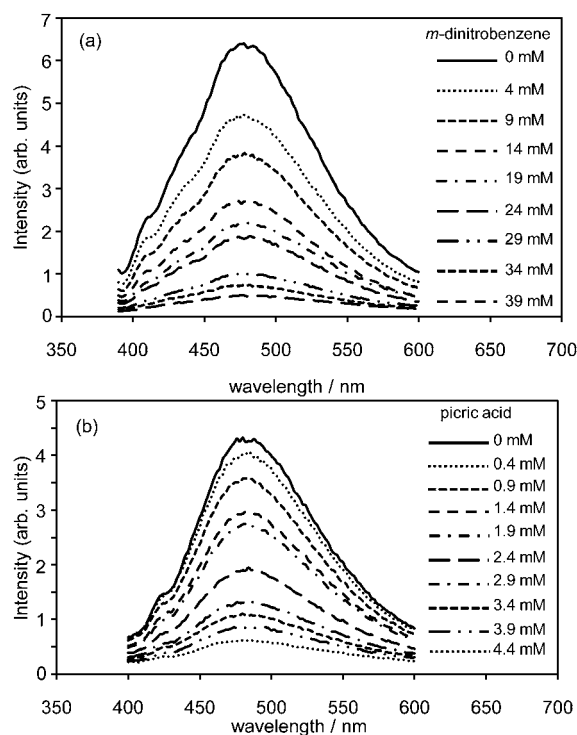 (a)
m-dinitrobenzene
0 mM
4 mM
9 mM
14 mM
19 mM
24 mM
29 mM
34 mM
39 mM
Intensity (arb. units)
7
6
5
4
3
2
1
0
350 400 450 500 550 600 650 700
wavelength / nm
(b)
picric acid
0 mM
0.4 mM
0.9 mM
1.4 mM
1.9 mM
2.4 mM
2.9 mM
3.4 mM
3.9 mM
4.4 mM
Intensity (arb. units)
5
4
3
2
1
0
350 400 450 500 550 600 650 700
wavelength / nm